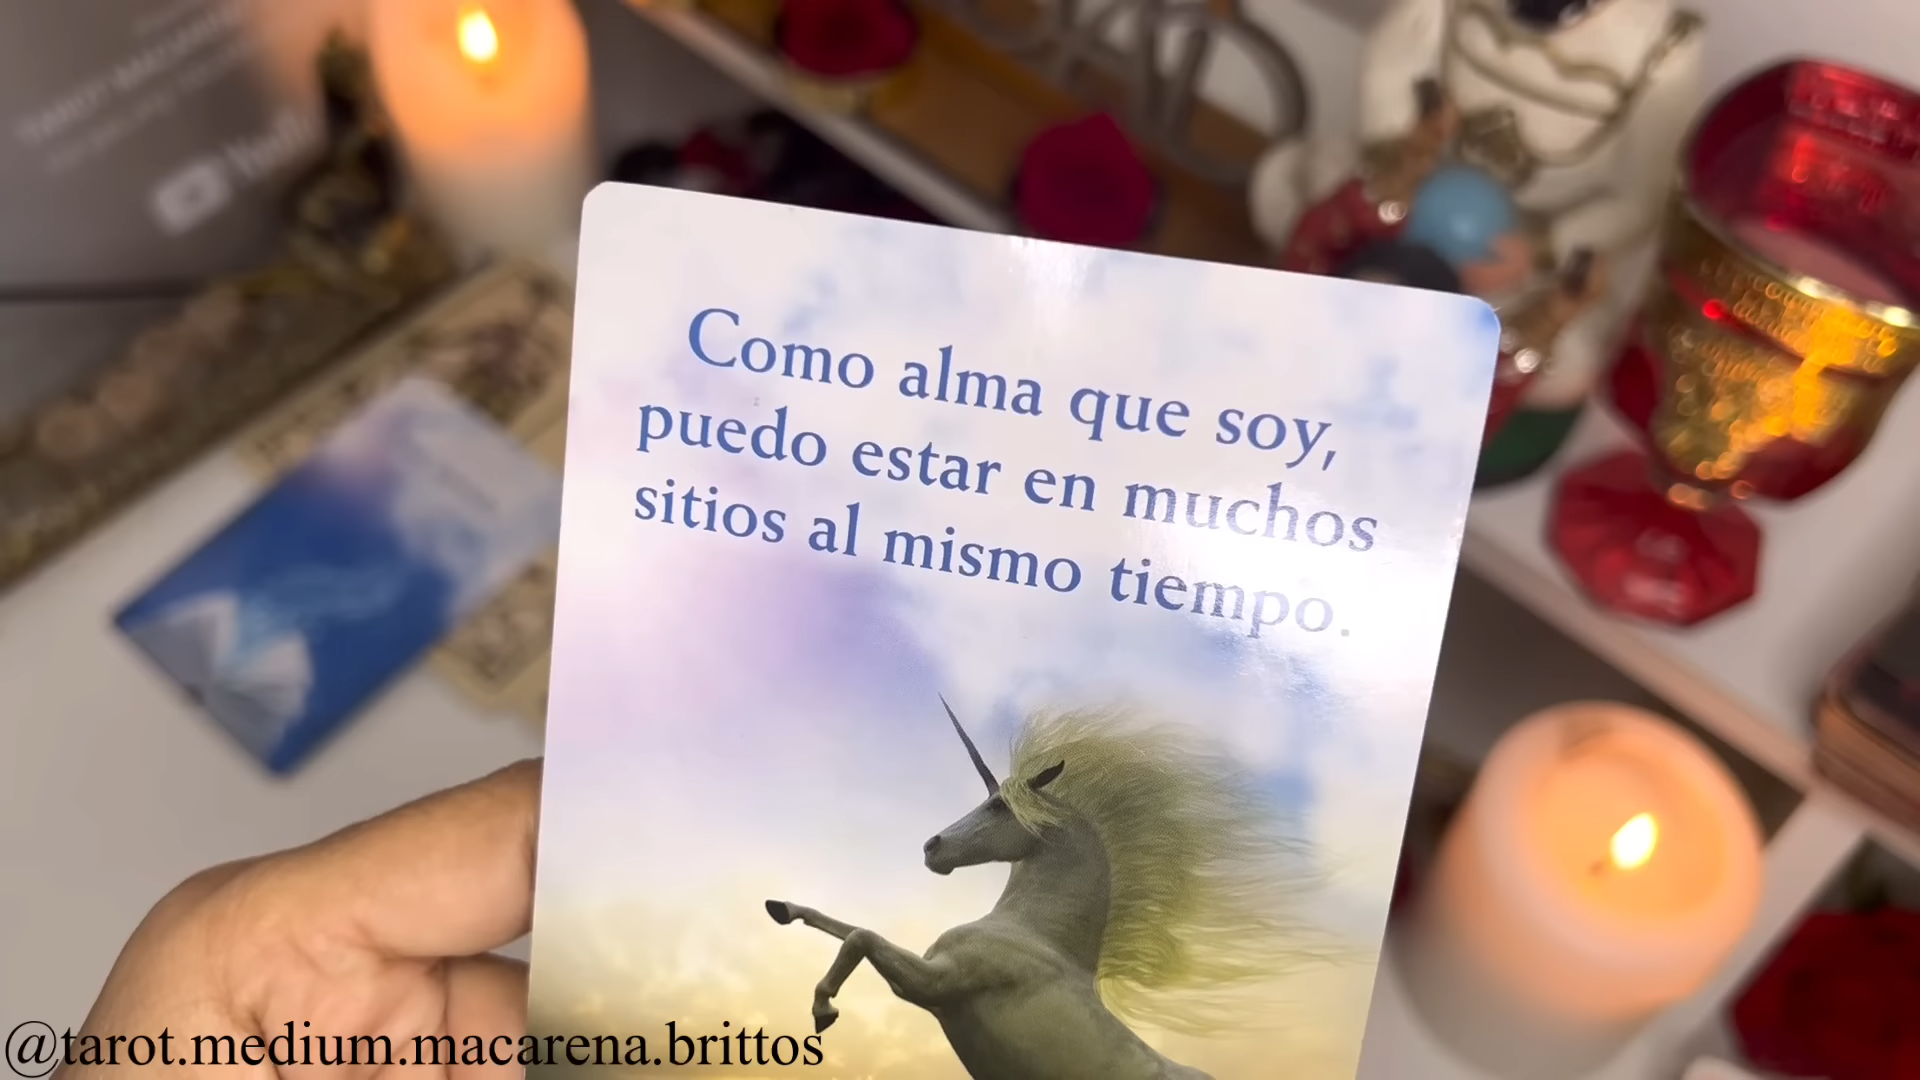 Como alma que soy,
puedo estar en muchos
sitios al mismo tiempo.
@tarot.medium.macarena.brittos